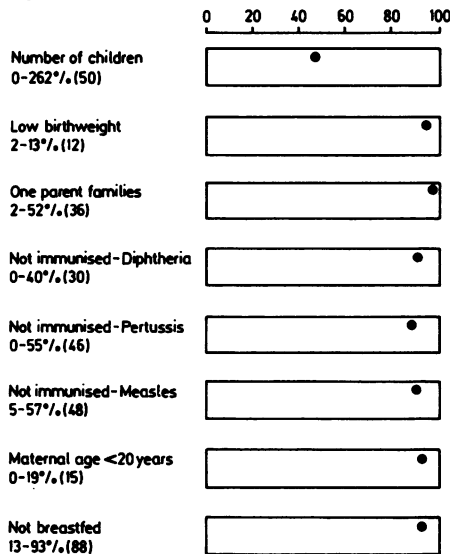 0 20 40 60 80 100
Number of children
0-262%(50)
Low birthweight
2-13%(12)
One parent families
2-52%(36)
Not immunised-Diphtheria
0-40%(30)
Not immunised-Pertussis
0-55%(46)
Not immunised-Measles
5-57%(48)
Maternal age <20 years
0-19%(15)
Not breastfed
13-93%(88)